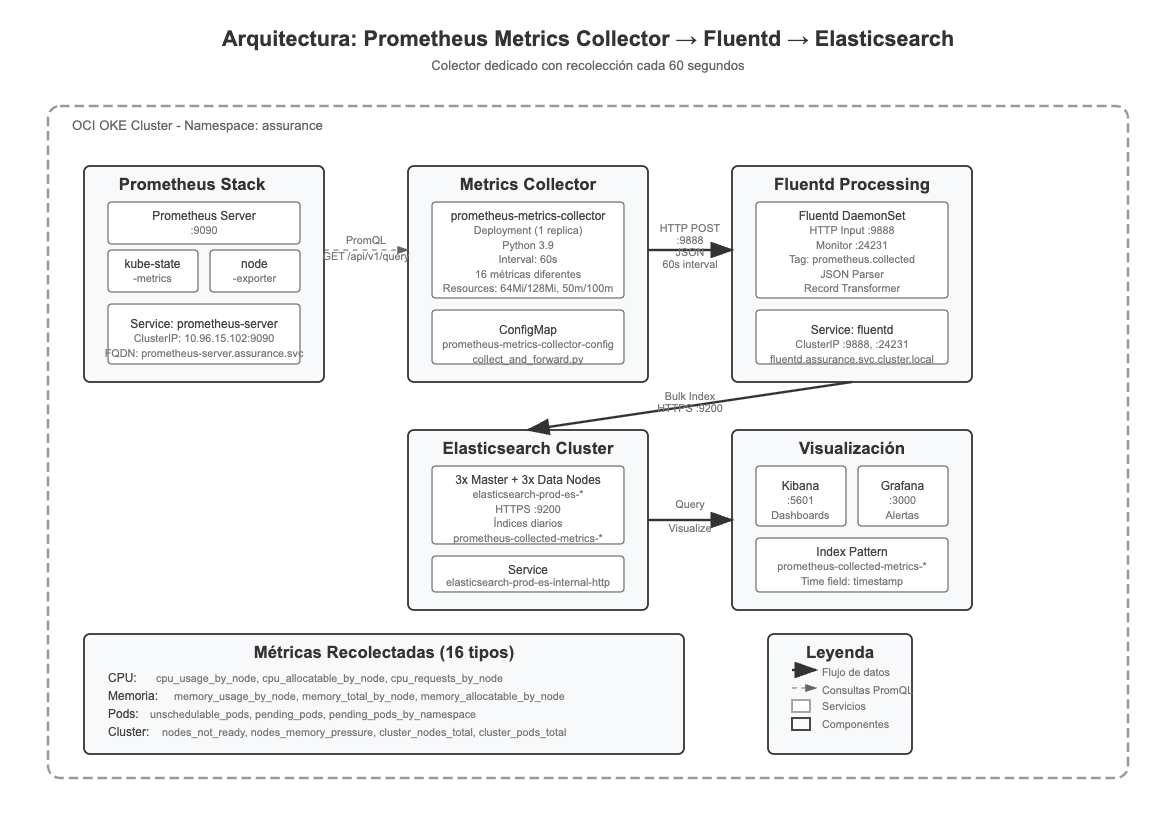 Arquitectura: Prometheus Metrics Collector → Fluentd → Elasticsearch
Colector dedicado con recolección cada 60 segundos
OCI OKE Cluster - Namespace: assurance
Prometheus Stack
Prometheus Server
:9090
kube-state
-metrics
node
-exporter
Service: prometheus-server
ClusterIP: 10.96.15.102:9090
FQDN: prometheus-server.assurance.svc
PromQL
GET /api/v1/query
Metrics Collector
prometheus-metrics-collector
Deployment (1 replica)
Python 3.9
Interval: 60s
16 métricas diferentes
Resources: 64Mi/128Mi, 50m/100m
ConfigMap
prometheus-metrics-collector-config
collect_and_forward.py
HTTP POST
:9888
JSON
60s interval
Fluentd Processing
Fluentd DaemonSet
HTTP Input :9888
Monitor :24231
Tag: prometheus.collected
JSON Parser
Record Transformer
Service: fluentd
ClusterIP :9888, :24231
fluentd.assurance.svc.cluster.local
Bulk Index
HTTPS :9200
Elasticsearch Cluster
3x Master + 3x Data Nodes
elasticsearch-prod-es-*
HTTPS :9200
Índices diarios
prometheus-collected-metrics-*
Service
elasticsearch-prod-es-internal-http
Query
Visualize
Visualización
Kibana
:5601
Dashboards
Grafana
:3000
Alertas
Index Pattern
prometheus-collected-metrics-*
Time field: timestamp
Métricas Recolectadas (16 tipos)
CPU: cpu_usage_by_node, cpu_allocatable_by_node, cpu_requests_by_node
Memoria: memory_usage_by_node, memory_total_by_node, memory_allocatable_by_node
Pods: unschedulable_pods, pending_pods, pending_pods_by_namespace
Cluster: nodes_not_ready, nodes_memory_pressure, cluster_nodes_total, cluster_pods_total
Leyenda
Flujo de datos
Consultas PromQL
Servicios
Componentes